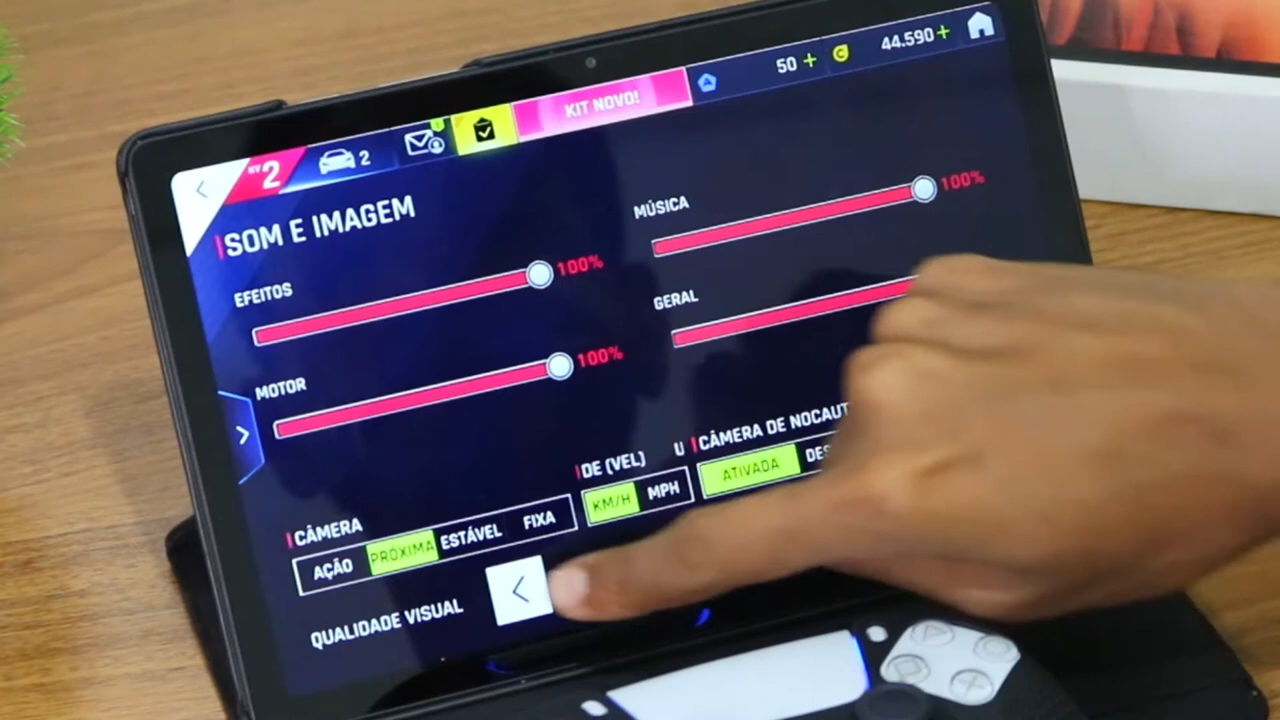 NV 2
2
KIT NOVO!
50 +
44.590 +
SOM E IMAGEM
EFEITOS
100%
MÚSICA
100%
MOTOR
100%
GERAL
CÂMERA
AÇÃO PRÓXIMA ESTÁVEL FIXA
DE (VEL) U
KM/H MPH
CÂMERA DE NOCAUT
ATIVADA DES
QUALIDADE VISUAL